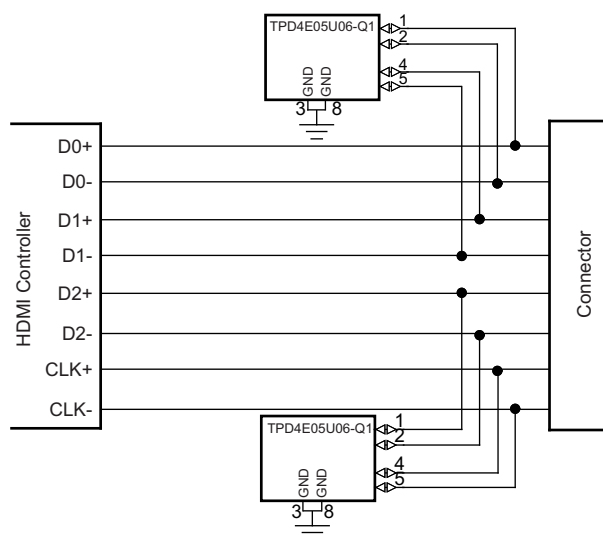 TPD4E05U06-Q1
1
2
4
5
GND
GND
3
8
HDMI Controller
D0+
D0-
D1+
D1-
D2+
D2-
CLK+
CLK-
Connector
TPD4E05U06-Q1
1
2
4
5
GND
GND
3
8